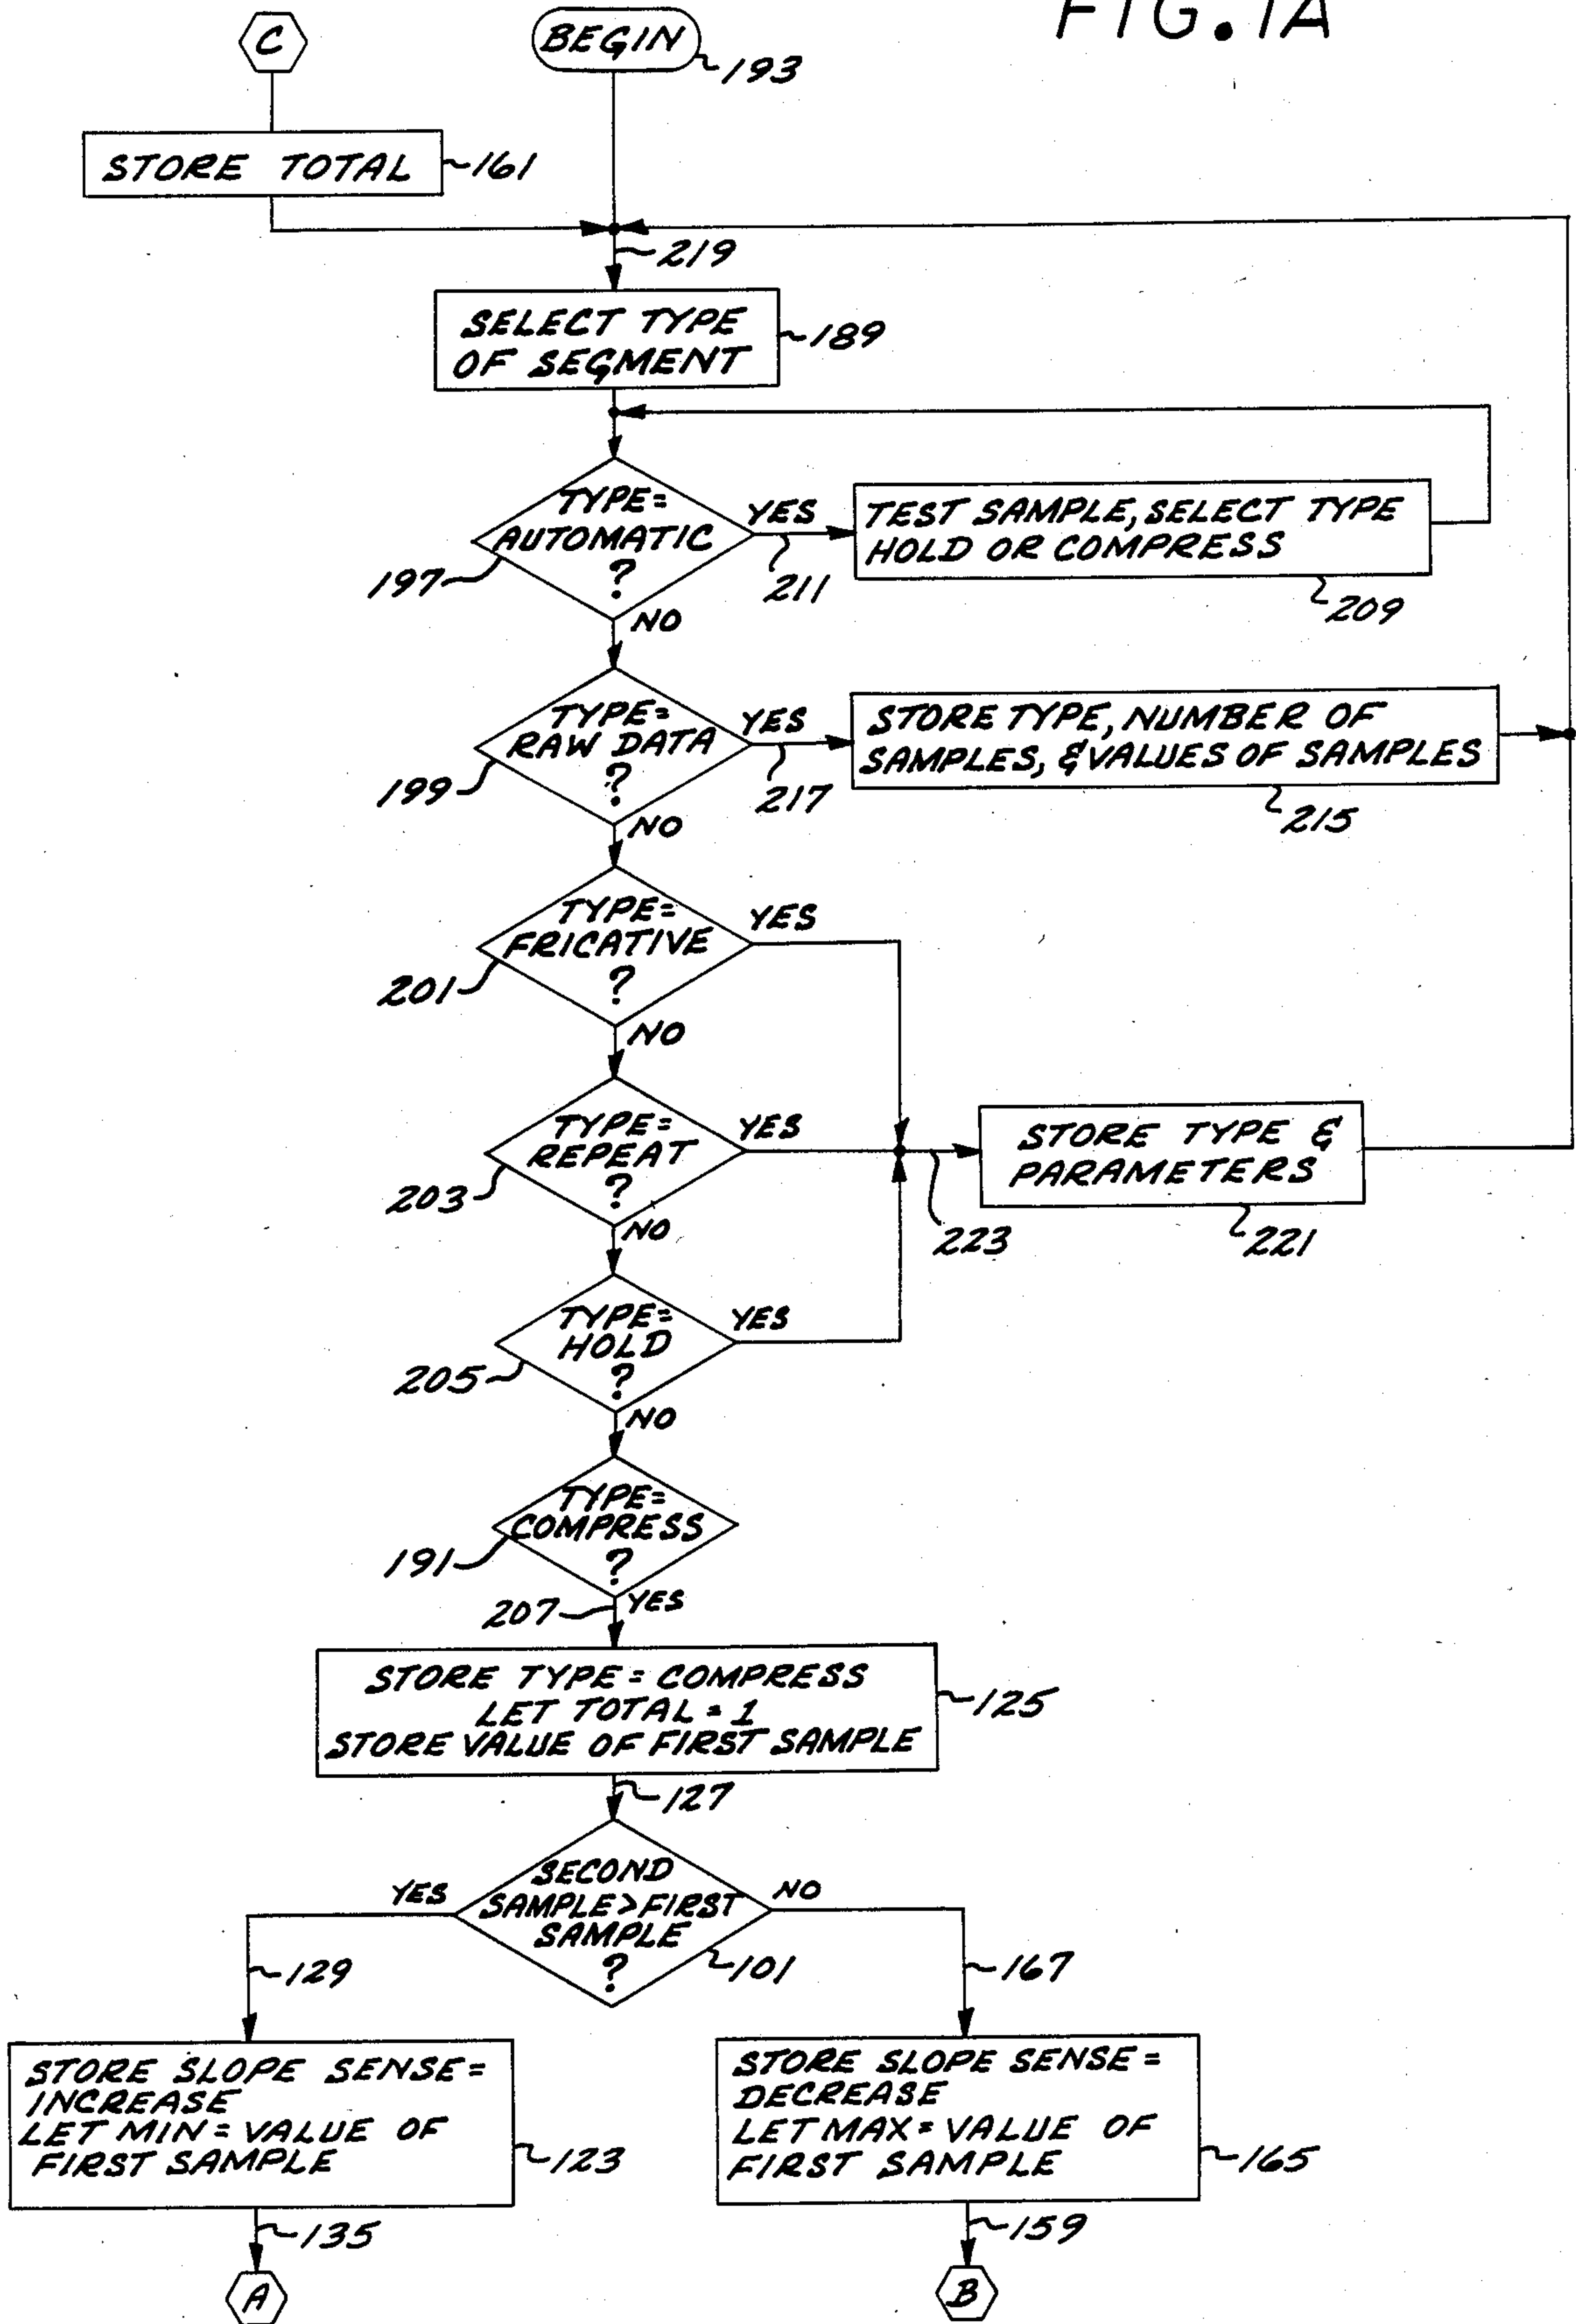 FIG. 1A
C
BEGIN
193
STORE TOTAL
161
219
SELECT TYPE
OF SEGMENT
189
TYPE=
AUTOMATIC
?
197
YES
211
TEST SAMPLE, SELECT TYPE
HOLD OR COMPRESS
209
NO
TYPE=
RAW DATA
?
199
YES
217
STORE TYPE, NUMBER OF
SAMPLES, & VALUES OF SAMPLES
215
NO
TYPE=
FRICATIVE
?
201
YES
NO
TYPE=
REPEAT
?
203
YES
223
STORE TYPE &
PARAMETERS
221
NO
TYPE=
HOLD
?
205
YES
NO
TYPE=
COMPRESS
?
191
207
YES
STORE TYPE = COMPRESS
LET TOTAL = 1
STORE VALUE OF FIRST SAMPLE
125
127
SECOND
SAMPLE > FIRST
SAMPLE
?
101
YES
NO
129
167
STORE SLOPE SENSE =
INCREASE
LET MIN = VALUE OF
FIRST SAMPLE
123
STORE SLOPE SENSE =
DECREASE
LET MAX = VALUE OF
FIRST SAMPLE
165
135
159
A
B